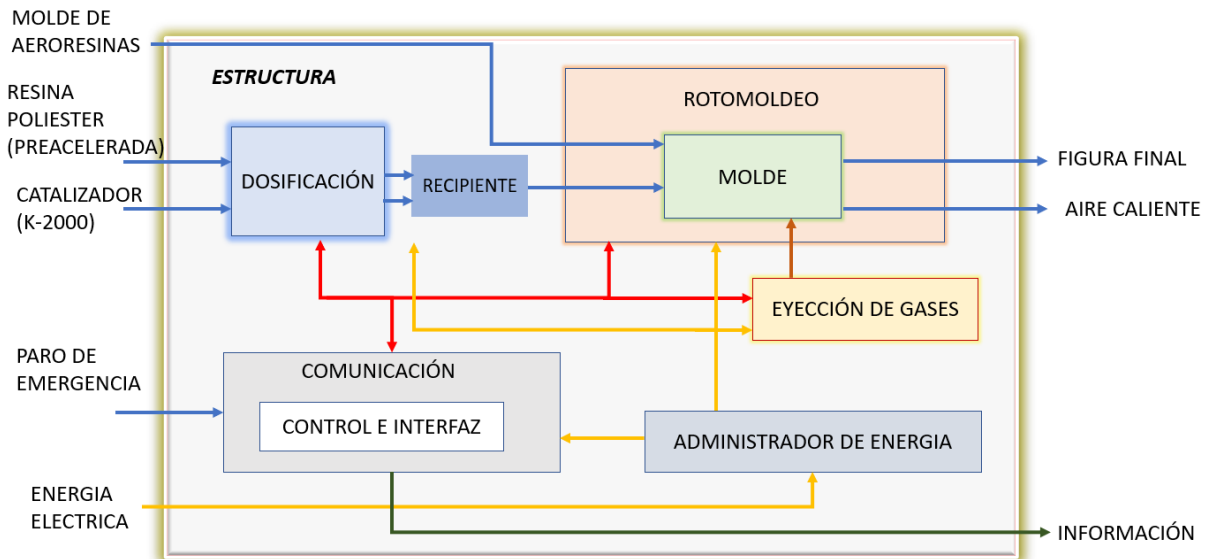 MOLDE DE
AERORESINAS
ESTRUCTURA
ROTOMOLDEO
RESINA
POLIESTER
(PREACELERADA)
DOSIFICACIÓN
RECIPIENTE
MOLDE
FIGURA FINAL
CATALIZADOR
(K-2000)
AIRE CALIENTE
EYECCIÓN DE GASES
PARO DE
EMERGENCIA
COMUNICACIÓN
CONTROL E INTERFAZ
ADMINISTRADOR DE ENERGIA
ENERGIA
ELECTRICA
INFORMACIÓN